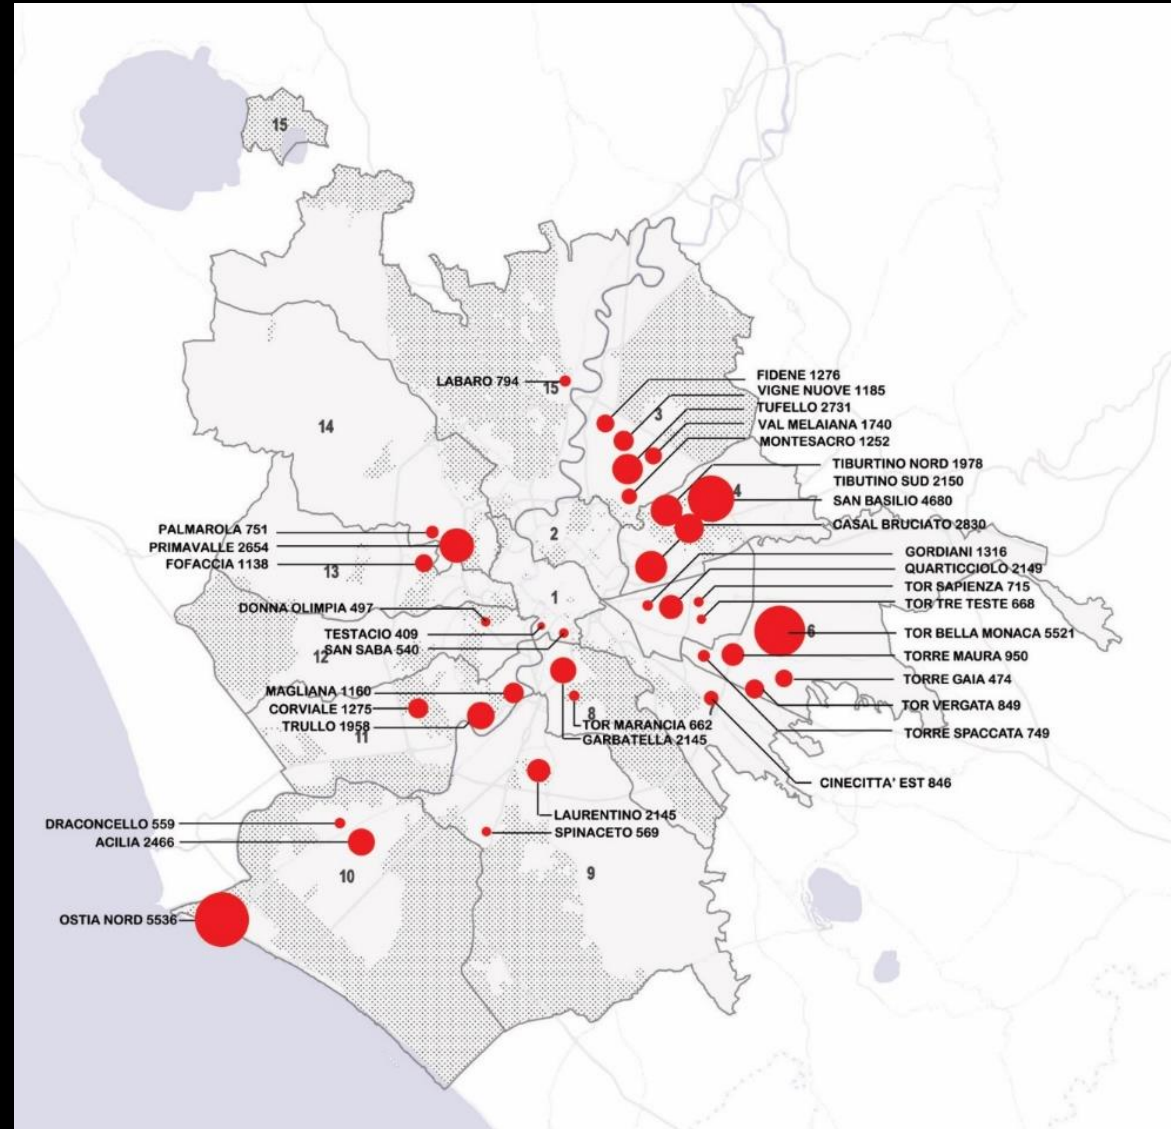 15
LABARO 794
15
FIDENE 1276
VIGNE NUOVE 1185
3
TUFELLO 2731
VAL MELAIANA 1740
MONTESACRO 1252
14
TIBURTINO NORD 1978
TIBUTINO SUD 2150
4
SAN BASILIO 4680
CASAL BRUCIATO 2830
PALMAROLA 751
PRIMAVALLE 2654
FOFACCIA 1138
13
2
GORDIANI 1316
QUARTICCIOLO 2149
TOR SAPIENZA 715
TOR TRE TESTE 668
1
DONNA OLIMPIA 497
TESTACIO 409
SAN SABA 540
12
6
TOR BELLA MONACA 5521
TORRE MAURA 950
TORRE GAIA 474
TOR VERGATA 849
TORRE SPACCATA 749
MAGLIANA 1160
CORVIALE 1275
TRULLO 1958
11
8
7
TOR MARANCIA 662
GARBATELLA 2145
CINECITTA' EST 846
LAURENTINO 2145
SPINACETO 569
DRACONCELLO 559
ACILIA 2466
10
9
OSTIA NORD 5536